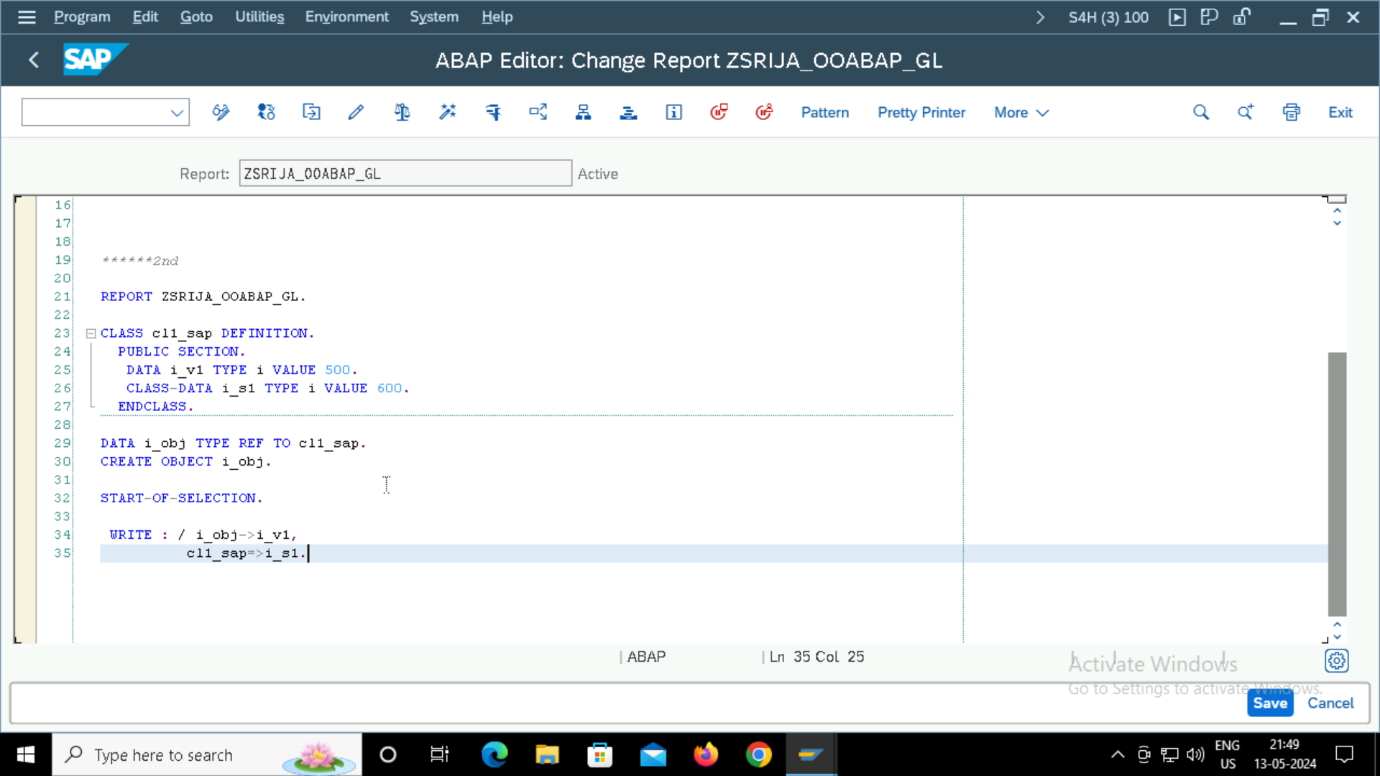 Program Edit Goto Utilities Environment System Help S4H (3) 100
SAP ABAP Editor: Change Report ZSRIJA_OOABAP_GL
Pattern Pretty Printer More Exit
Report: ZSRIJA_OOABAP_GL Active
16
17
18
19 ******2nd
20
21 REPORT ZSRIJA_OOABAP_GL.
22
23 CLASS cl1_sap DEFINITION.
24 PUBLIC SECTION.
25 DATA i_v1 TYPE i VALUE 500.
26 CLASS-DATA i_s1 TYPE i VALUE 600.
27 ENDCLASS.
28
29 DATA i_obj TYPE REF TO cl1_sap.
30 CREATE OBJECT i_obj.
31
32 START-OF-SELECTION.
33
34 WRITE : / i_obj->i_v1,
35 cl1_sap=>i_s1.
ABAP Ln 35 Col 25
Activate Windows
Go to Settings to activate Windows.
Save Cancel
Type here to search
ENG
US
21:49
13-05-2024